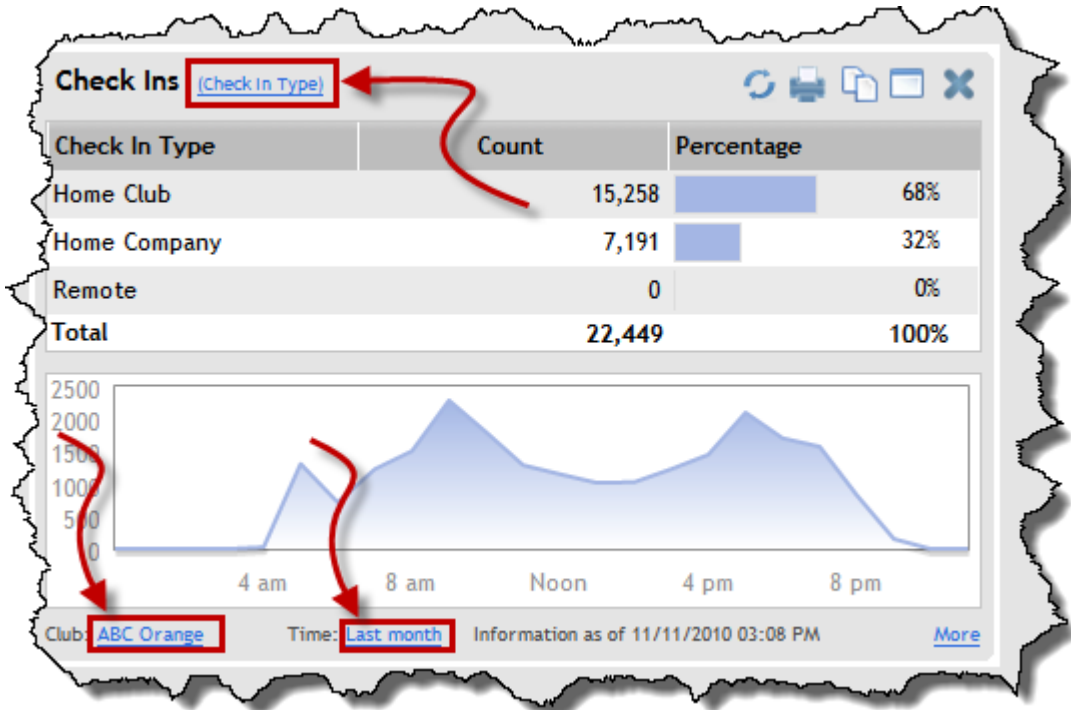 Check Ins (Check In Type)
Check In Type Count Percentage
Home Club 15,258 68%
Home Company 7,191 32%
Remote 0 0%
Total 22,449 100%
2500
2000
1500
1000
500
0
4 am 8 am Noon 4 pm 8 pm
Club: ABC Orange Time: Last month Information as of 11/11/2010 03:08 PM More